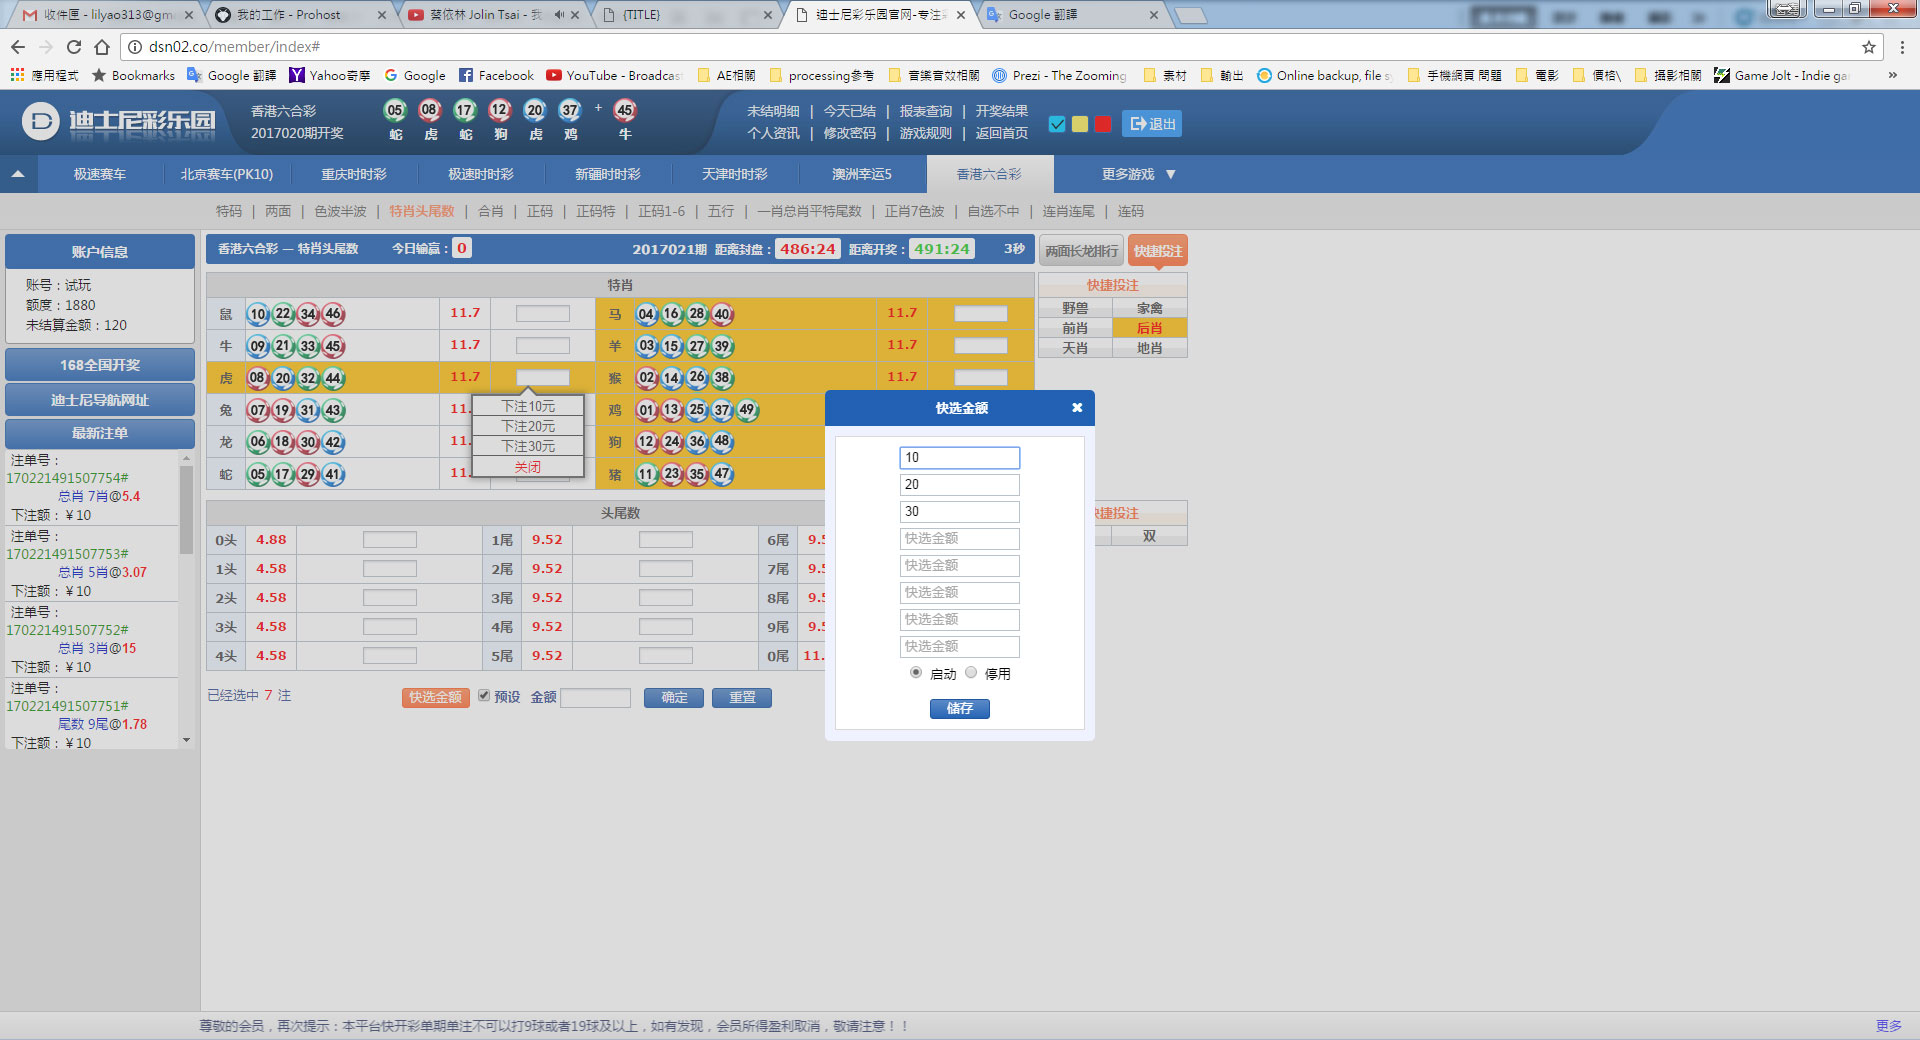 收件匣 - lilyao313@gm
我的工作 - Prohost
蔡依林 Jolin Tsai - 我
{TITLE}
迪士尼彩乐园官网-专注
Google 翻譯
dsn02.co/member/index#
應用程式 Bookmarks Google 翻譯 Yahoo奇摩 Google Facebook YouTube - Broadcast AE相關 processing參考 音樂音效相關 Prezi - The Zooming 素材 輸出 Online backup, file sy 手機網頁 問題 電影 價格\ 攝影相關 Game Jolt - Indie ga »
D 迪士尼彩乐园
香港六合彩
2017020期开奖
05 08 17 12 20 37 + 45
蛇 虎 蛇 狗 虎 鸡 牛
未结明细 | 今天已结 | 报表查询 | 开奖结果
个人资讯 | 修改密码 | 游戏规则 | 返回首页
退出
极速赛车 北京赛车(PK10) 重庆时时彩 极速时时彩 新疆时时彩 天津时时彩 澳洲幸运5 香港六合彩 更多游戏 ▼
特码 | 两面 | 色波半波 | 特肖头尾数 | 合肖 | 正码 | 正码特 | 正码1-6 | 五行 | 一肖总肖平特尾数 | 正肖7色波 | 自选不中 | 连肖连尾 | 连码
账户信息
账号：试玩
额度：1880
未结算金额：120
168全国开奖
迪士尼导航网址
最新注单
注单号：
170221491507754#
总肖 7肖@5.4
下注额：￥10
注单号：
170221491507753#
总肖 5肖@3.07
下注额：￥10
注单号：
170221491507752#
总肖 3肖@15
下注额：￥10
注单号：
170221491507751#
尾数 9尾@1.78
下注额：￥10
香港六合彩 — 特肖头尾数 今日输赢：0 2017021期 距离封盘：486:24 距离开奖：491:24 3秒
两面长龙排行 快捷投注
特肖
鼠 10 22 34 46 11.7 马 04 16 28 40 11.7
牛 09 21 33 45 11.7 羊 03 15 27 39 11.7
虎 08 20 32 44 11.7 猴 02 14 26 38 11.7
兔 07 19 31 43 11. 鸡 01 13 25 37 49
龙 06 18 30 42 11. 狗 12 24 36 48
蛇 05 17 29 41 11. 猪 11 23 35 47
下注10元
下注20元
下注30元
关闭
快捷投注
野兽 家禽
前肖 后肖
天肖 地肖
头尾数
0头 4.88 1尾 9.52 6尾 9.5
1头 4.58 2尾 9.52 7尾 9.5
2头 4.58 3尾 9.52 8尾 9.5
3头 4.58 4尾 9.52 9尾 9.5
4头 4.58 5尾 9.52 0尾 11.
捷投注
双
已经选中 7 注 快选金额 预设 金额 确定 重置
快选金额
10
20
30
快选金额
快选金额
快选金额
快选金额
快选金额
启动 停用
储存
尊敬的会员，再次提示：本平台快开彩单期单注不可以打9球或者19球及以上，如有发现，会员所得盈利取消，敬请注意！！
更多